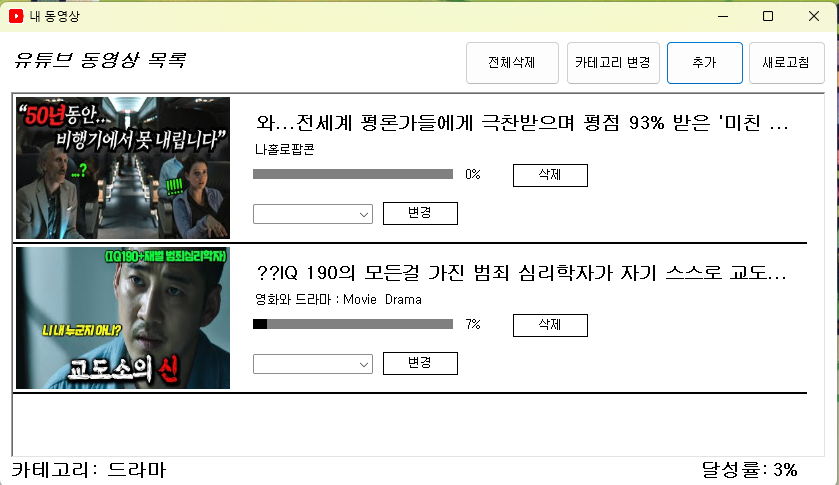 내 동영상
유튜브 동영상 목록
전체삭제
카테고리 변경
추가
새로고침
“50년동안...
비행기에서 못 내립니다”
...?
!!!!
와...전세계 평론가들에게 극찬받으며 평점 93% 받은 '미친 ...
나홀로팝콘
0%
삭제
변경
(IQ190+재벌 범죄심리학자)
니 내 누군지 아니?
교도소의 신
??IQ 190의 모든걸 가진 범죄 심리학자가 자기 스스로 교도...
영화와 드라마 : Movie Drama
7%
삭제
변경
카테고리: 드라마
달성률: 3%